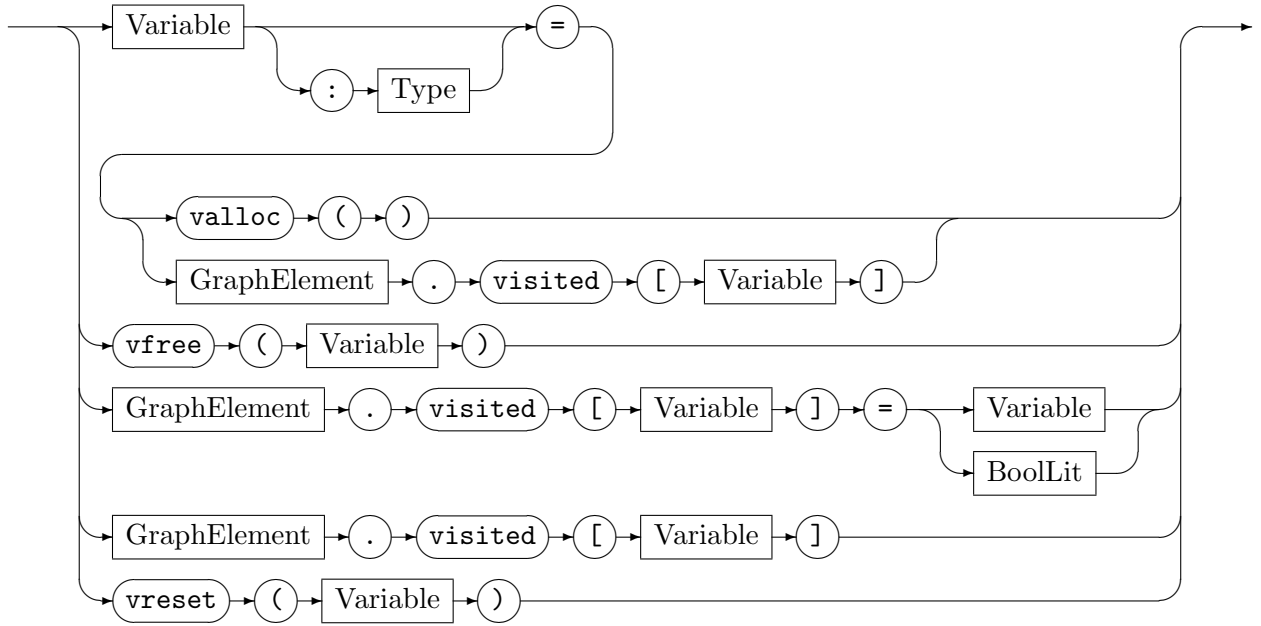 Variable =
: Type
valloc ( )
GraphElement . visited [ Variable ]
vfree ( Variable )
GraphElement . visited [ Variable ] = Variable
BoolLit
GraphElement . visited [ Variable ]
vreset ( Variable )